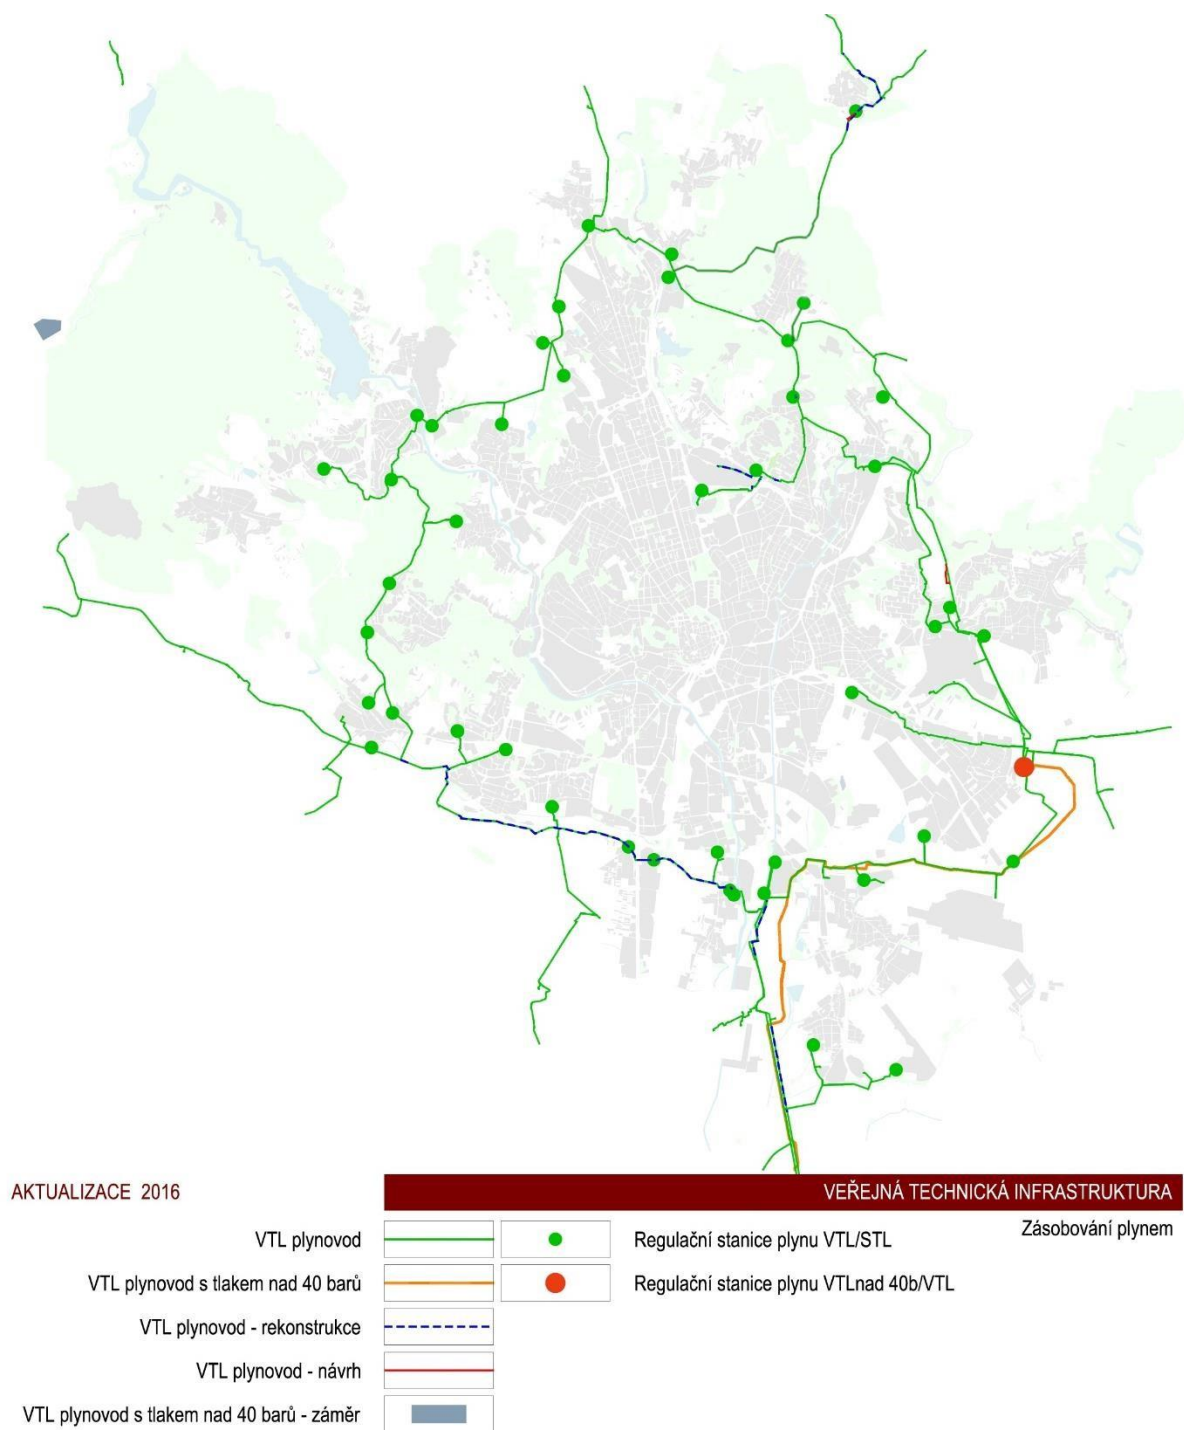 AKTUALIZACE 2016
VEŘEJNÁ TECHNICKÁ INFRASTRUKTURA
Zásobování plynem
VTL plynovod
Regulační stanice plynu VTL/STL
VTL plynovod s tlakem nad 40 barů
Regulační stanice plynu VTLnad 40b/VTL
VTL plynovod - rekonstrukce
VTL plynovod - návrh
VTL plynovod s tlakem nad 40 barů - záměr